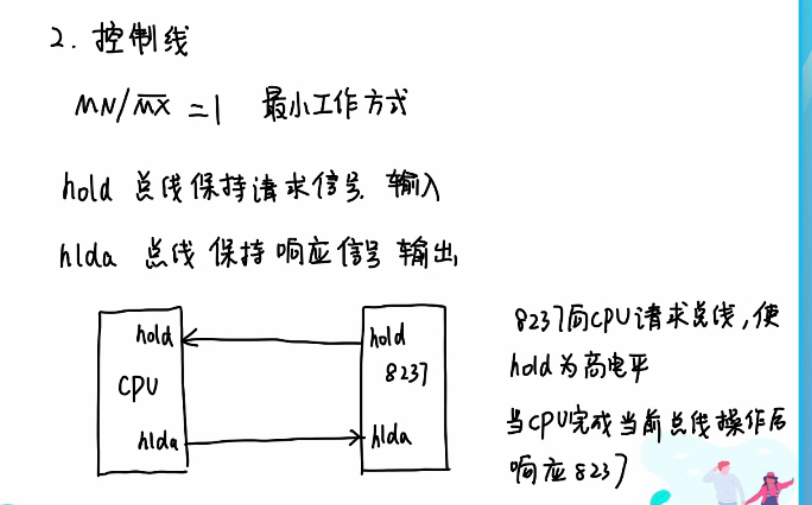 2. 控制线
MN/M̅X̅ =1 最小工作方式
hold 总线保持请求信号. 输入
hlda 总线保持响应信号 输出
hold
CPU
hlda
hold
8237
hlda
8237向CPU请求总线,使
hold为高电平
当CPU完成当前总线操作后
响应8237